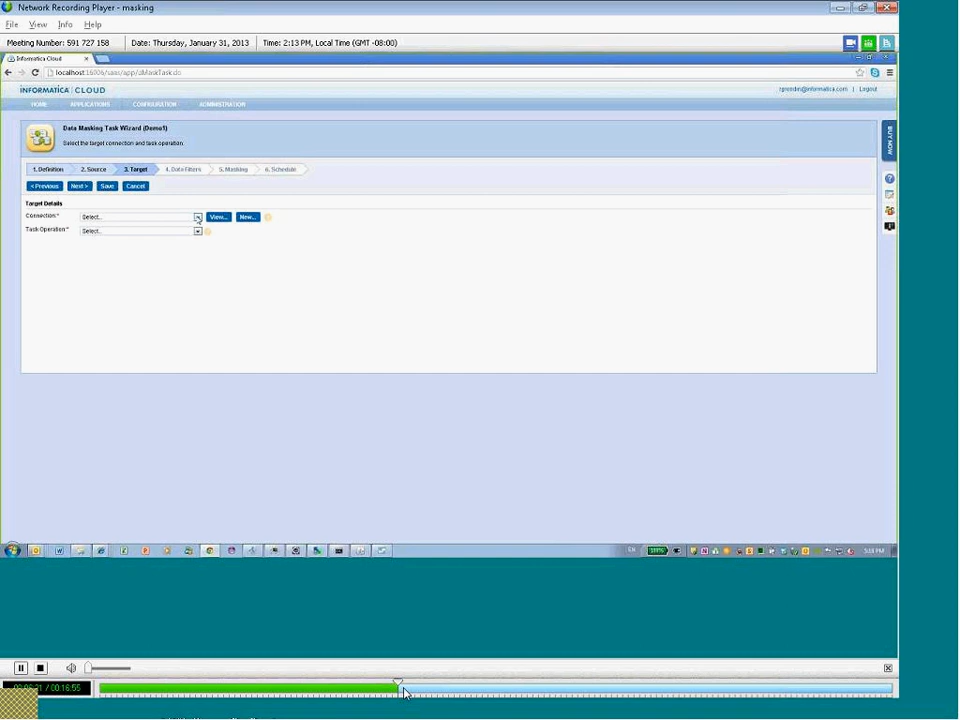 Network Recording Player - masking
File View Info Help
Meeting Number: 591 727 158 Date: Thursday, January 31, 2013 Time: 2:13 PM, Local Time (GMT -08:00)
Informatica Cloud
INFORMATICA | CLOUD
Logout
HOME APPLICATIONS CONFIGURATION ADMINISTRATION
Data Masking Task Wizard (Demo1)
Select the target connection and task operation.
BUY NOW
1. Definition 2. Source 3. Target 4. Data Filters 5. Masking 6. Schedule
< Previous Next > Save Cancel
Target Details
Connection:* Select.. View... New...
Task Operation:* Select..
EN 100%
00:16:55